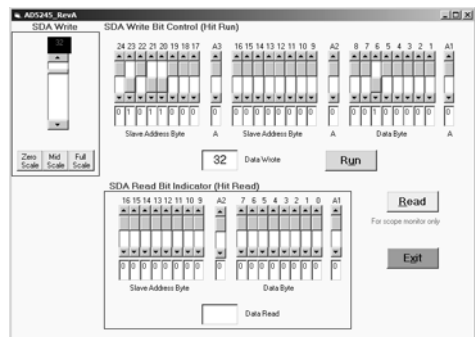 AD5245_RevA
SDA Write
SDA Write Bit Control (Hit Run)
32
24 23 22 21 20 19 18 17 A3 16 15 14 13 12 11 10 9 A2 8 7 6 5 4 3 2 1 A1
0 1 0 1 1 0 0 0 0 0 0 0 0 0 0 0 0 0 0 0 1 0 0 0 0 0 0
Slave Address Byte A Slave Address Byte A Data Byte A
Zero Scale Mid Scale Full Scale
32 Data Wrote Run
SDA Read Bit Indicator (Hit Read)
16 15 14 13 12 11 10 9 A2 7 6 5 4 3 2 1 0 A1
0 0 0 0 0 0 0 0 0 0 0 0 0 0 0 0 0 0
Slave Address Byte Data Byte
Read
For scope monitor only
Exit
Data Read